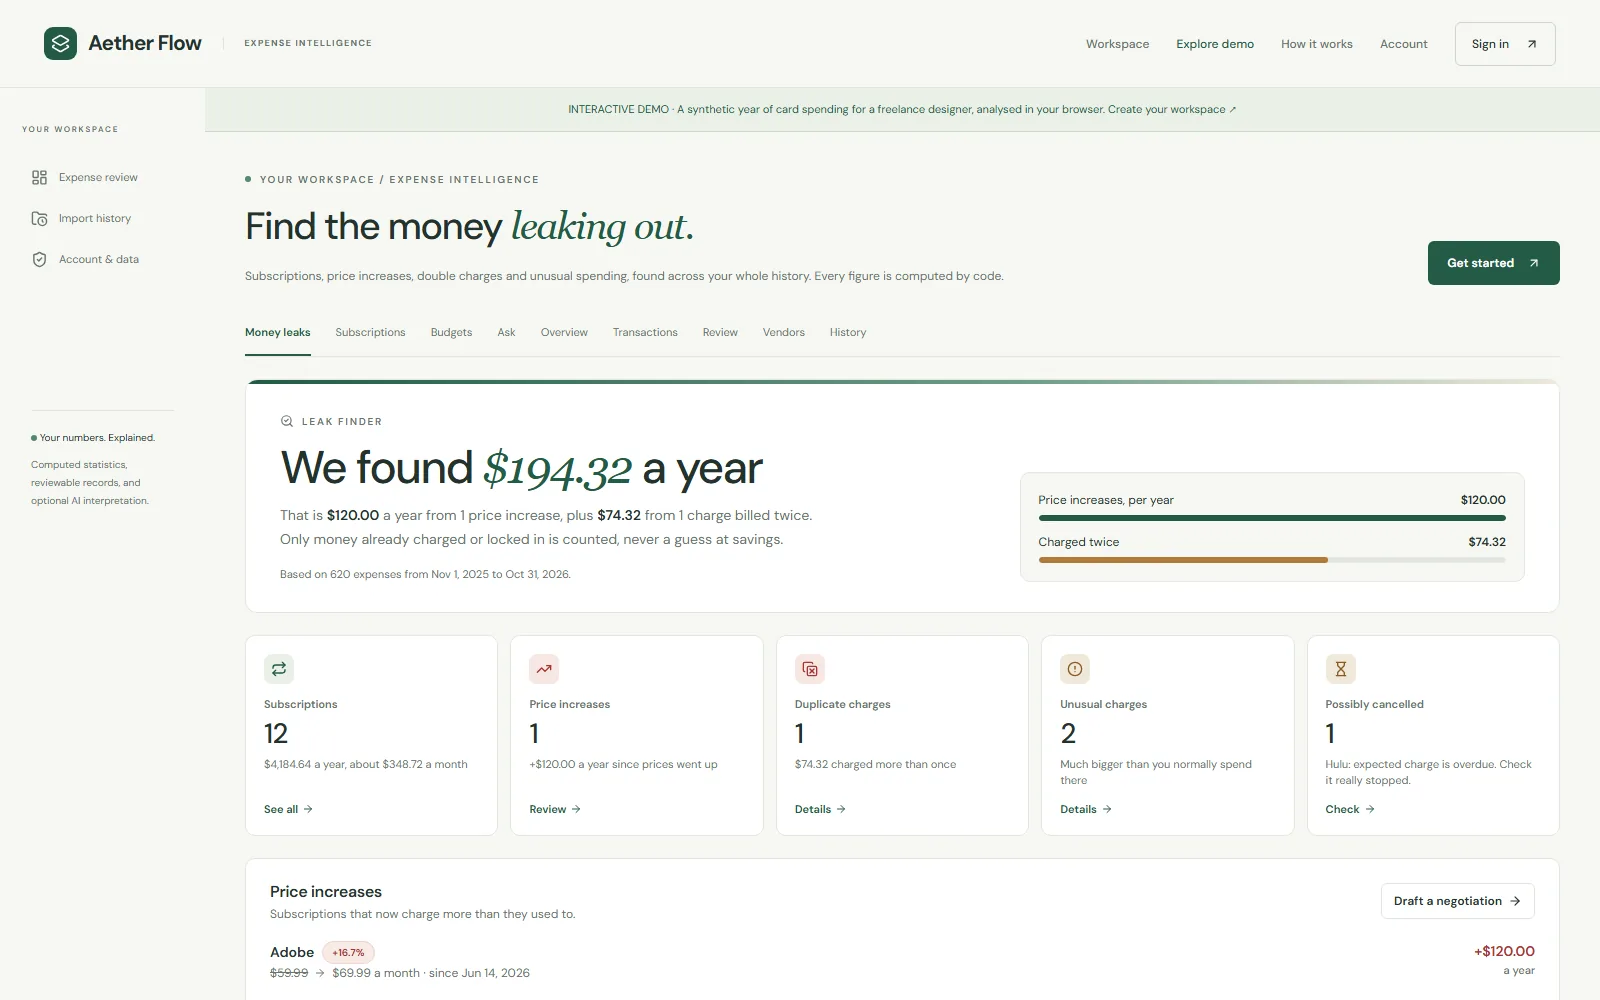 Aether Flow
EXPENSE INTELLIGENCE
Workspace
Explore demo
How it works
Account
Sign in
YOUR WORKSPACE
Expense review
Import history
Account & data
Your numbers. Explained.
Computed statistics,
reviewable records, and
optional AI interpretation.
INTERACTIVE DEMO · A synthetic year of card spending for a freelance designer, analysed in your browser. Create your workspace ↗
YOUR WORKSPACE / EXPENSE INTELLIGENCE
Find the money leaking out.
Subscriptions, price increases, double charges and unusual spending, found across your whole history. Every figure is computed by code.
Get started
Money leaks
Subscriptions
Budgets
Ask
Overview
Transactions
Review
Vendors
History
LEAK FINDER
We found $194.32 a year
That is $120.00 a year from 1 price increase, plus $74.32 from 1 charge billed twice.
Only money already charged or locked in is counted, never a guess at savings.
Based on 620 expenses from Nov 1, 2025 to Oct 31, 2026.
Price increases, per year $120.00
Charged twice $74.32
Subscriptions
12
$4,184.64 a year, about $348.72 a month
See all →
Price increases
1
+$120.00 a year since prices went up
Review →
Duplicate charges
1
$74.32 charged more than once
Details →
Unusual charges
2
Much bigger than you normally spend
there
Details →
Possibly cancelled
1
Hulu: expected charge is overdue. Check
it really stopped.
Check →
Price increases
Subscriptions that now charge more than they used to.
Draft a negotiation →
Adobe +16.7%
$59.99 → $69.99 a month · since Jun 14, 2026
+$120.00
a year